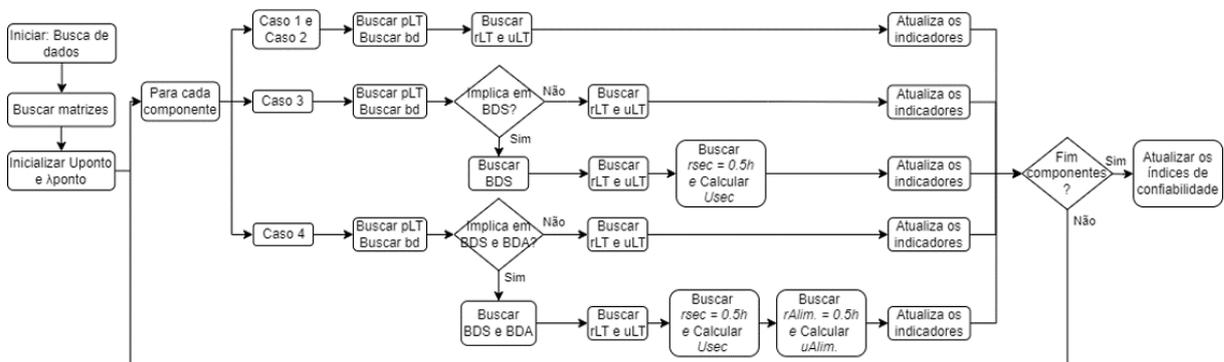 Iniciar: Busca de
dados
Buscar matrizes
Inicializar Uponto
e λponto
Para cada
componente
Caso 1 e
Caso 2
Buscar pLT
Buscar bd
Buscar
rLT e uLT
Atualiza os
indicadores
Caso 3
Buscar pLT
Buscar bd
Implica em
BDS?
Não
Buscar
rLT e uLT
Atualiza os
indicadores
Sim
Buscar
BDS
Buscar
rLT e uLT
Buscar
rsec = 0.5h
e Calcular
Usec
Atualiza os
indicadores
Caso 4
Buscar pLT
Buscar bd
Implica em
BDS e BDA?
Não
Buscar
rLT e uLT
Atualiza os
indicadores
Sim
Buscar
BDS e BDA
Buscar
rLT e uLT
Buscar
rsec = 0.5h
e Calcular
Usec
Buscar
rAlim. = 0.5h
e Calcular
uAlim.
Atualiza os
indicadores
Fim
componentes
?
Sim
Não
Atualizar os
índices de
confiabilidade